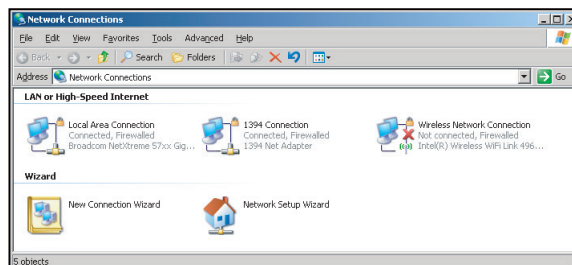 Network Connections
File Edit View Favorites Tools Advanced Help
Back Search Folders
Address Network Connections Go
LAN or High-Speed Internet
Local Area Connection
Connected, Firewalled
Broadcom NetXtreme 57xx Gig...
1394 Connection
Connected, Firewalled
1394 Net Adapter
Wireless Network Connection
Not connected, Firewalled
Intel(R) Wireless WiFi Link 496...
Wizard
New Connection Wizard
Network Setup Wizard
5 objects